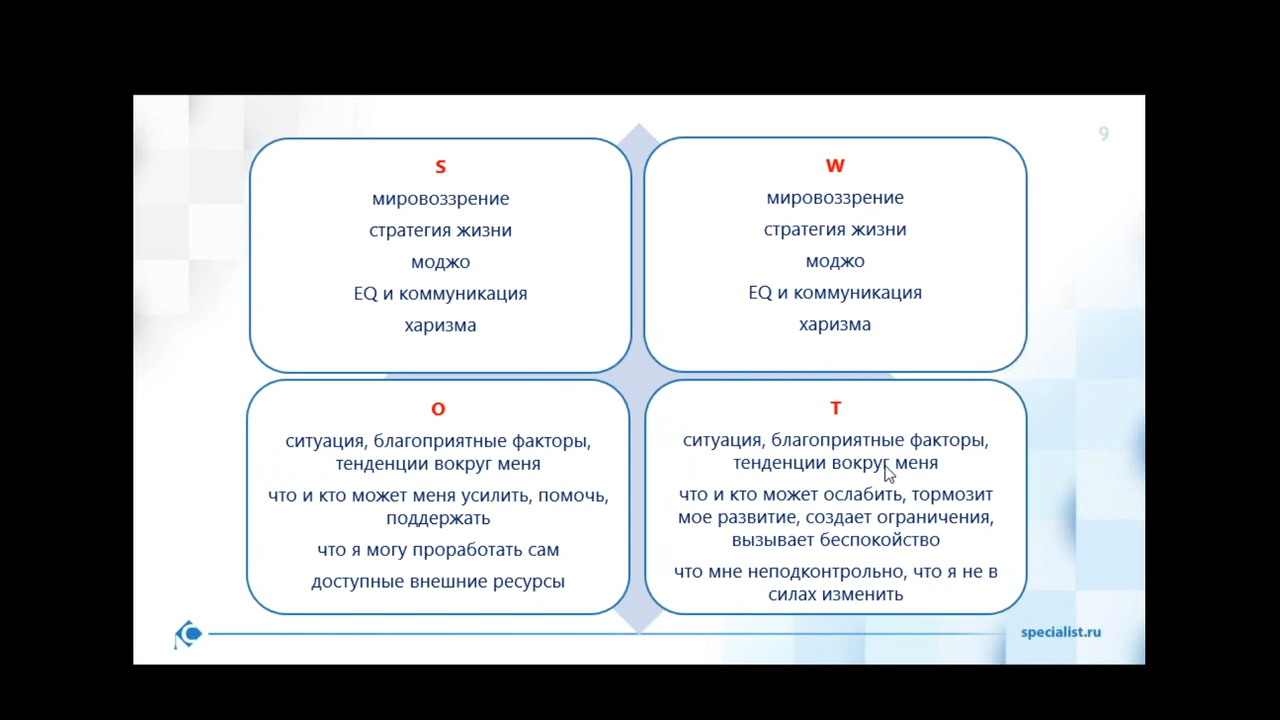 9
S
мировоззрение
стратегия жизни
моджо
EQ и коммуникация
харизма
W
мировоззрение
стратегия жизни
моджо
EQ и коммуникация
харизма
O
ситуация, благоприятные факторы,
тенденции вокруг меня
что и кто может меня усилить, помочь,
поддержать
что я могу проработать сам
доступные внешние ресурсы
T
ситуация, благоприятные факторы,
тенденции вокруг меня
что и кто может ослабить, тормозит
мое развитие, создает ограничения,
вызывает беспокойство
что мне неподконтрольно, что я не в
силах изменить
specialist.ru